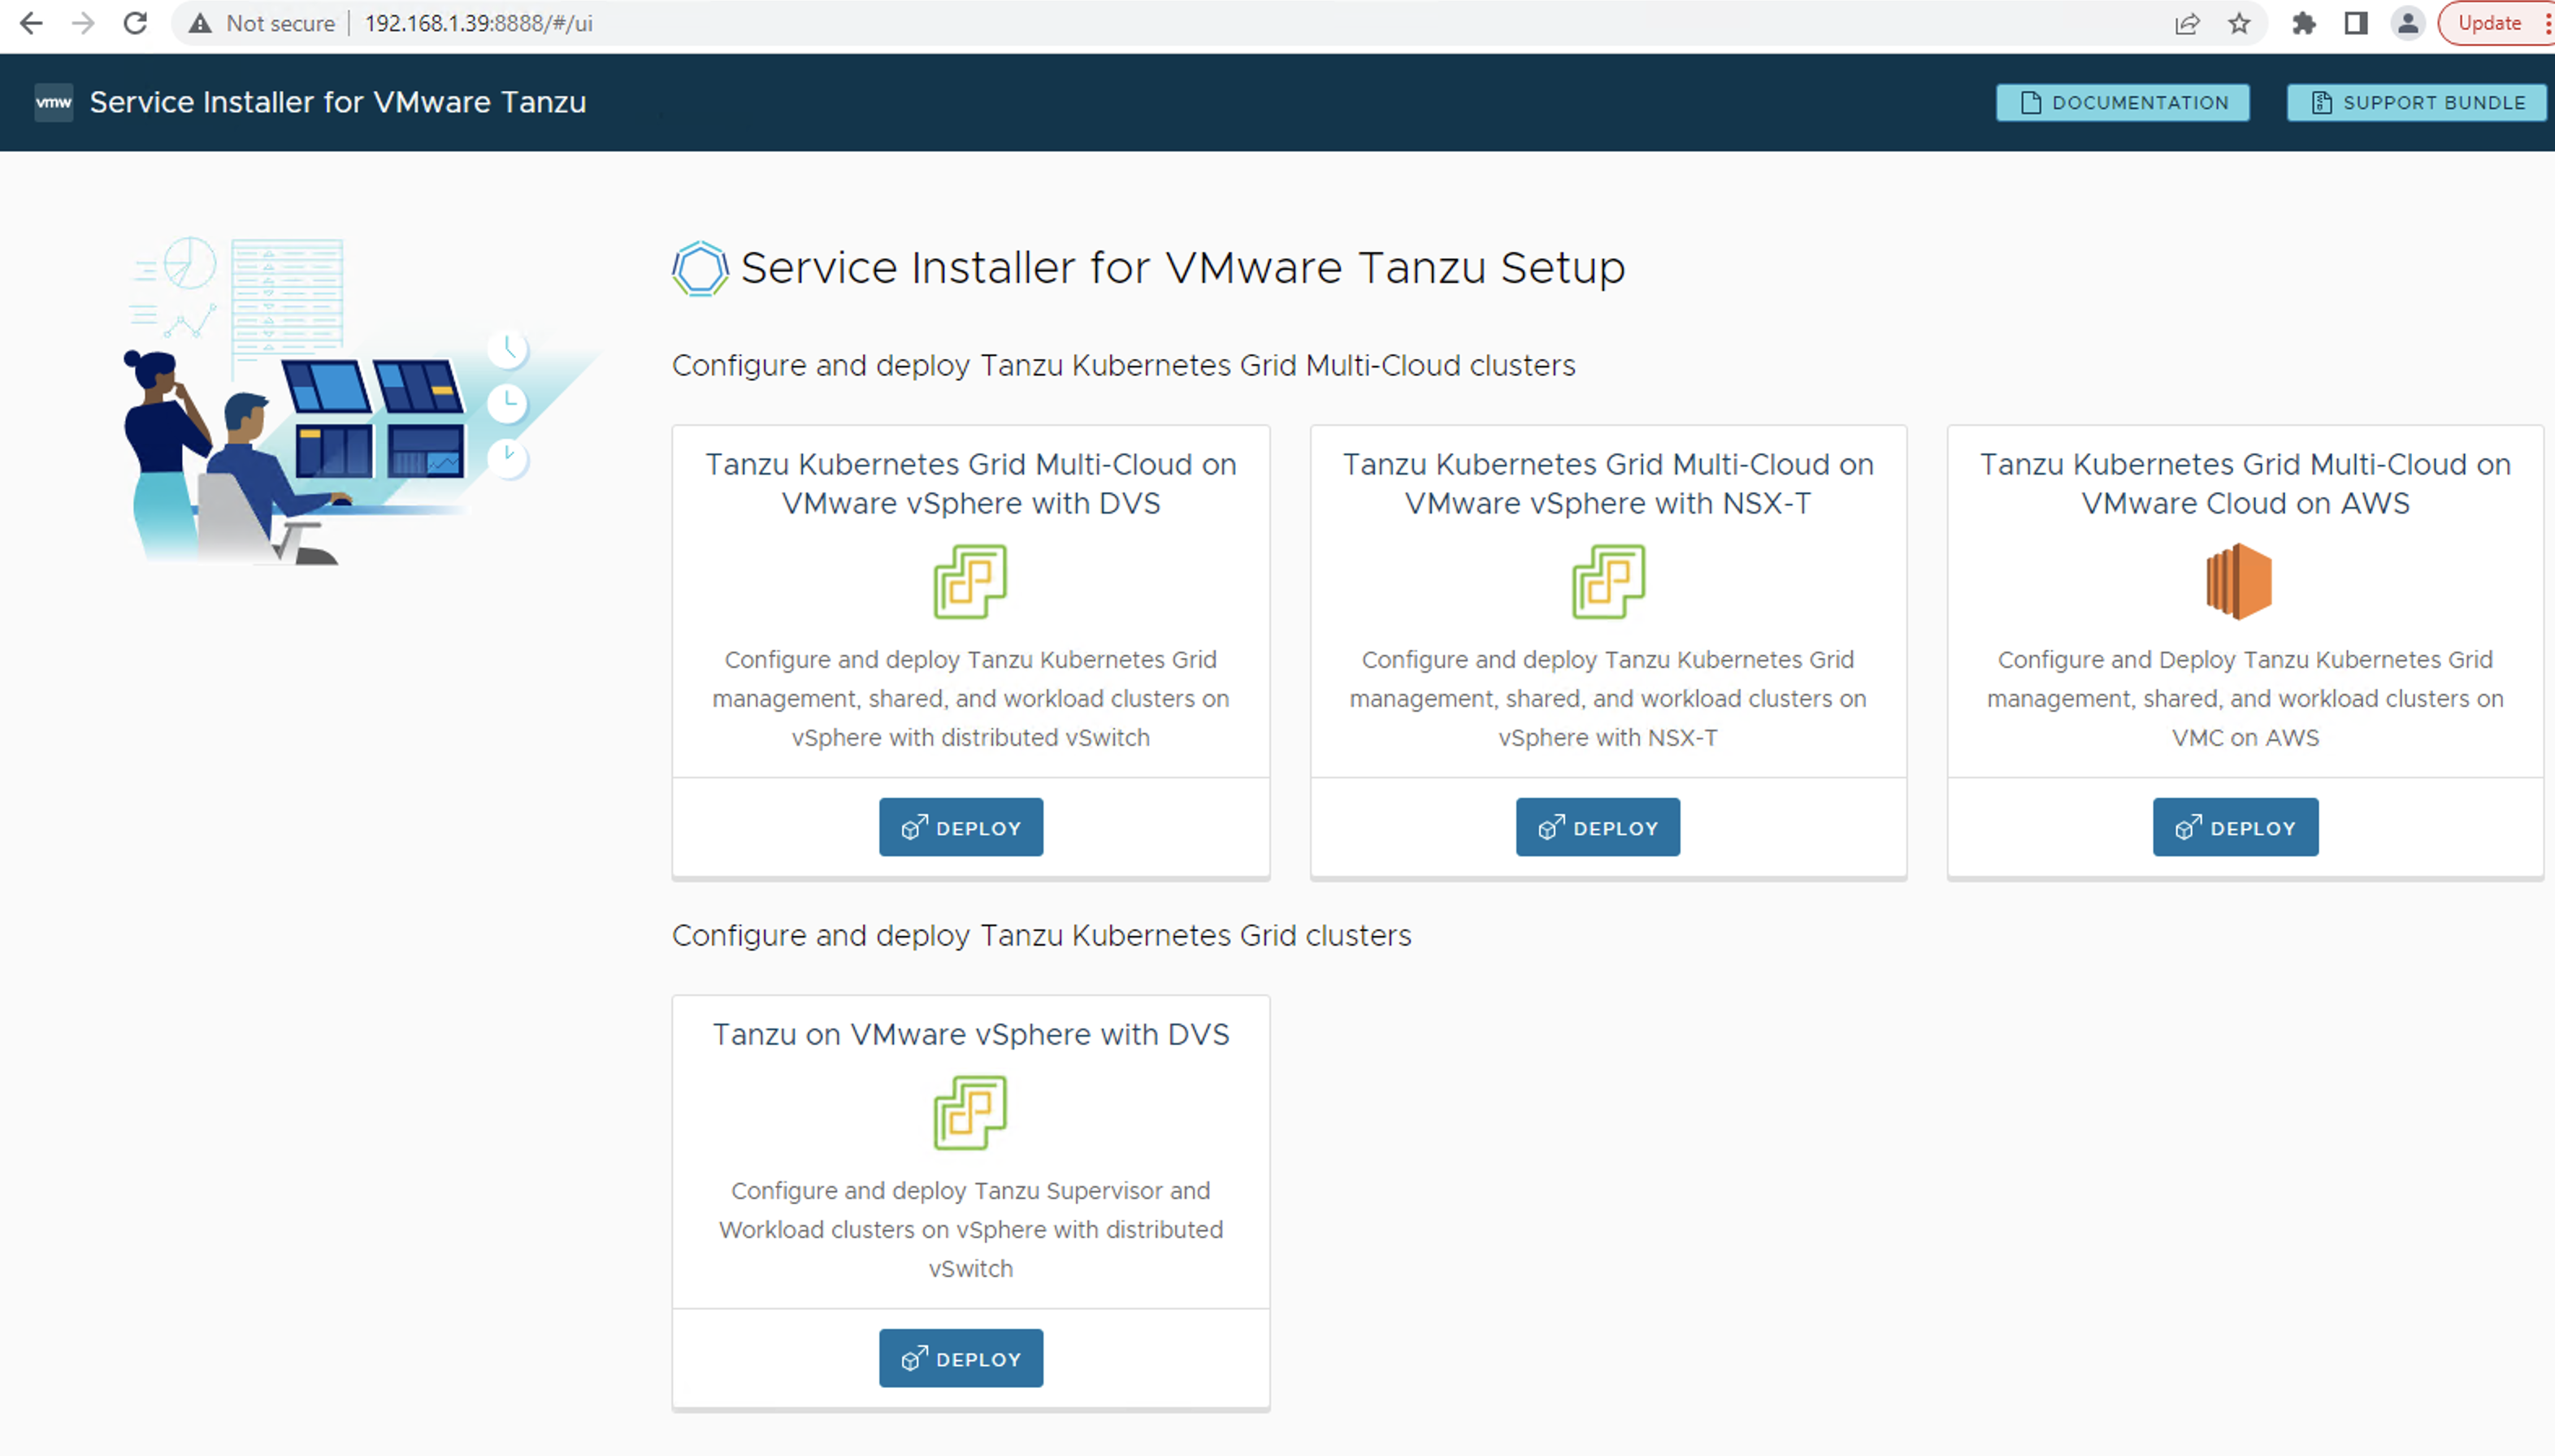 Not secure
192.168.1.39:8888/#/ui
Update
vmw
Service Installer for VMware Tanzu
DOCUMENTATION
SUPPORT BUNDLE
Service Installer for VMware Tanzu Setup
Configure and deploy Tanzu Kubernetes Grid Multi-Cloud clusters
Tanzu Kubernetes Grid Multi-Cloud on
VMware vSphere with DVS
Configure and deploy Tanzu Kubernetes Grid
management, shared, and workload clusters on
vSphere with distributed vSwitch
DEPLOY
Tanzu Kubernetes Grid Multi-Cloud on
VMware vSphere with NSX-T
Configure and deploy Tanzu Kubernetes Grid
management, shared, and workload clusters on
vSphere with NSX-T
DEPLOY
Tanzu Kubernetes Grid Multi-Cloud on
VMware Cloud on AWS
Configure and Deploy Tanzu Kubernetes Grid
management, shared, and workload clusters on
VMC on AWS
DEPLOY
Configure and deploy Tanzu Kubernetes Grid clusters
Tanzu on VMware vSphere with DVS
Configure and deploy Tanzu Supervisor and
Workload clusters on vSphere with distributed
vSwitch
DEPLOY